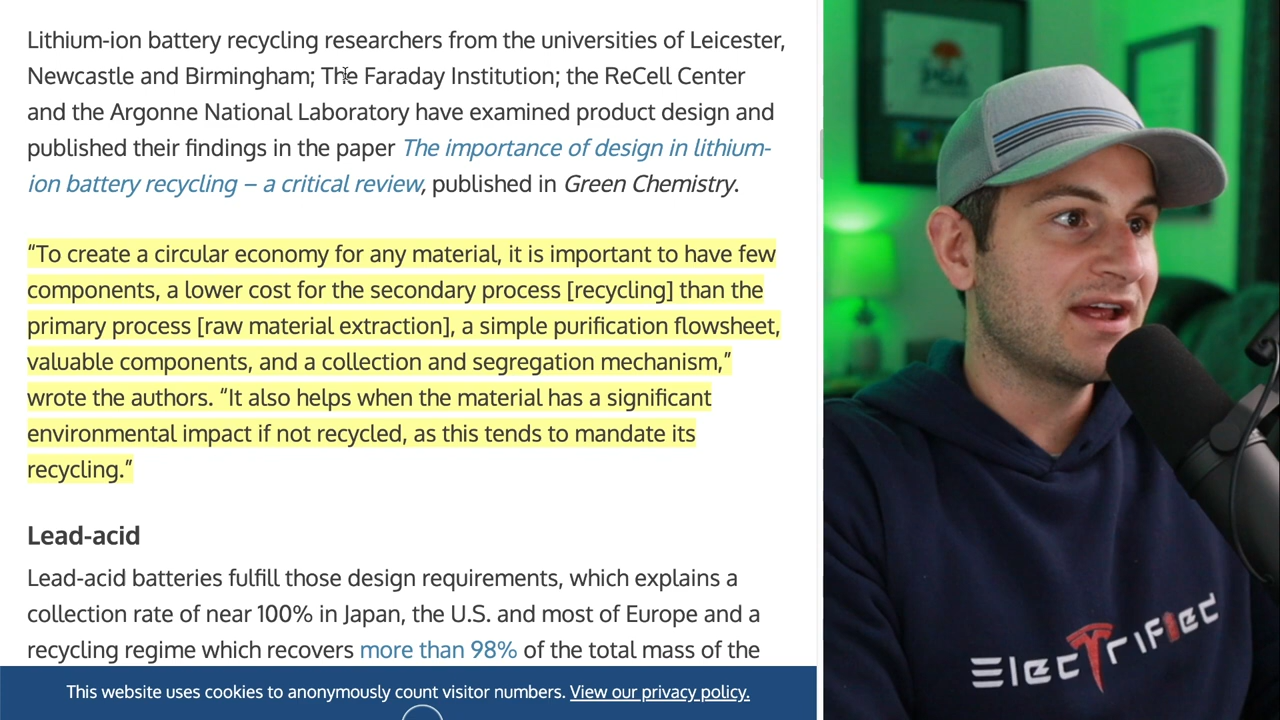 Lithium-ion battery recycling researchers from the universities of Leicester,
Newcastle and Birmingham; The Faraday Institution; the ReCell Center
and the Argonne National Laboratory have examined product design and
published their findings in the paper The importance of design in lithium-
ion battery recycling – a critical review, published in Green Chemistry.
“To create a circular economy for any material, it is important to have few
components, a lower cost for the secondary process [recycling] than the
primary process [raw material extraction], a simple purification flowsheet,
valuable components, and a collection and segregation mechanism,”
wrote the authors. “It also helps when the material has a significant
environmental impact if not recycled, as this tends to mandate its
recycling.”
Lead-acid
Lead-acid batteries fulfill those design requirements, which explains a
collection rate of near 100% in Japan, the U.S. and most of Europe and a
recycling regime which recovers more than 98% of the total mass of the
This website uses cookies to anonymously count visitor numbers. View our privacy policy.
PGA
Electrified